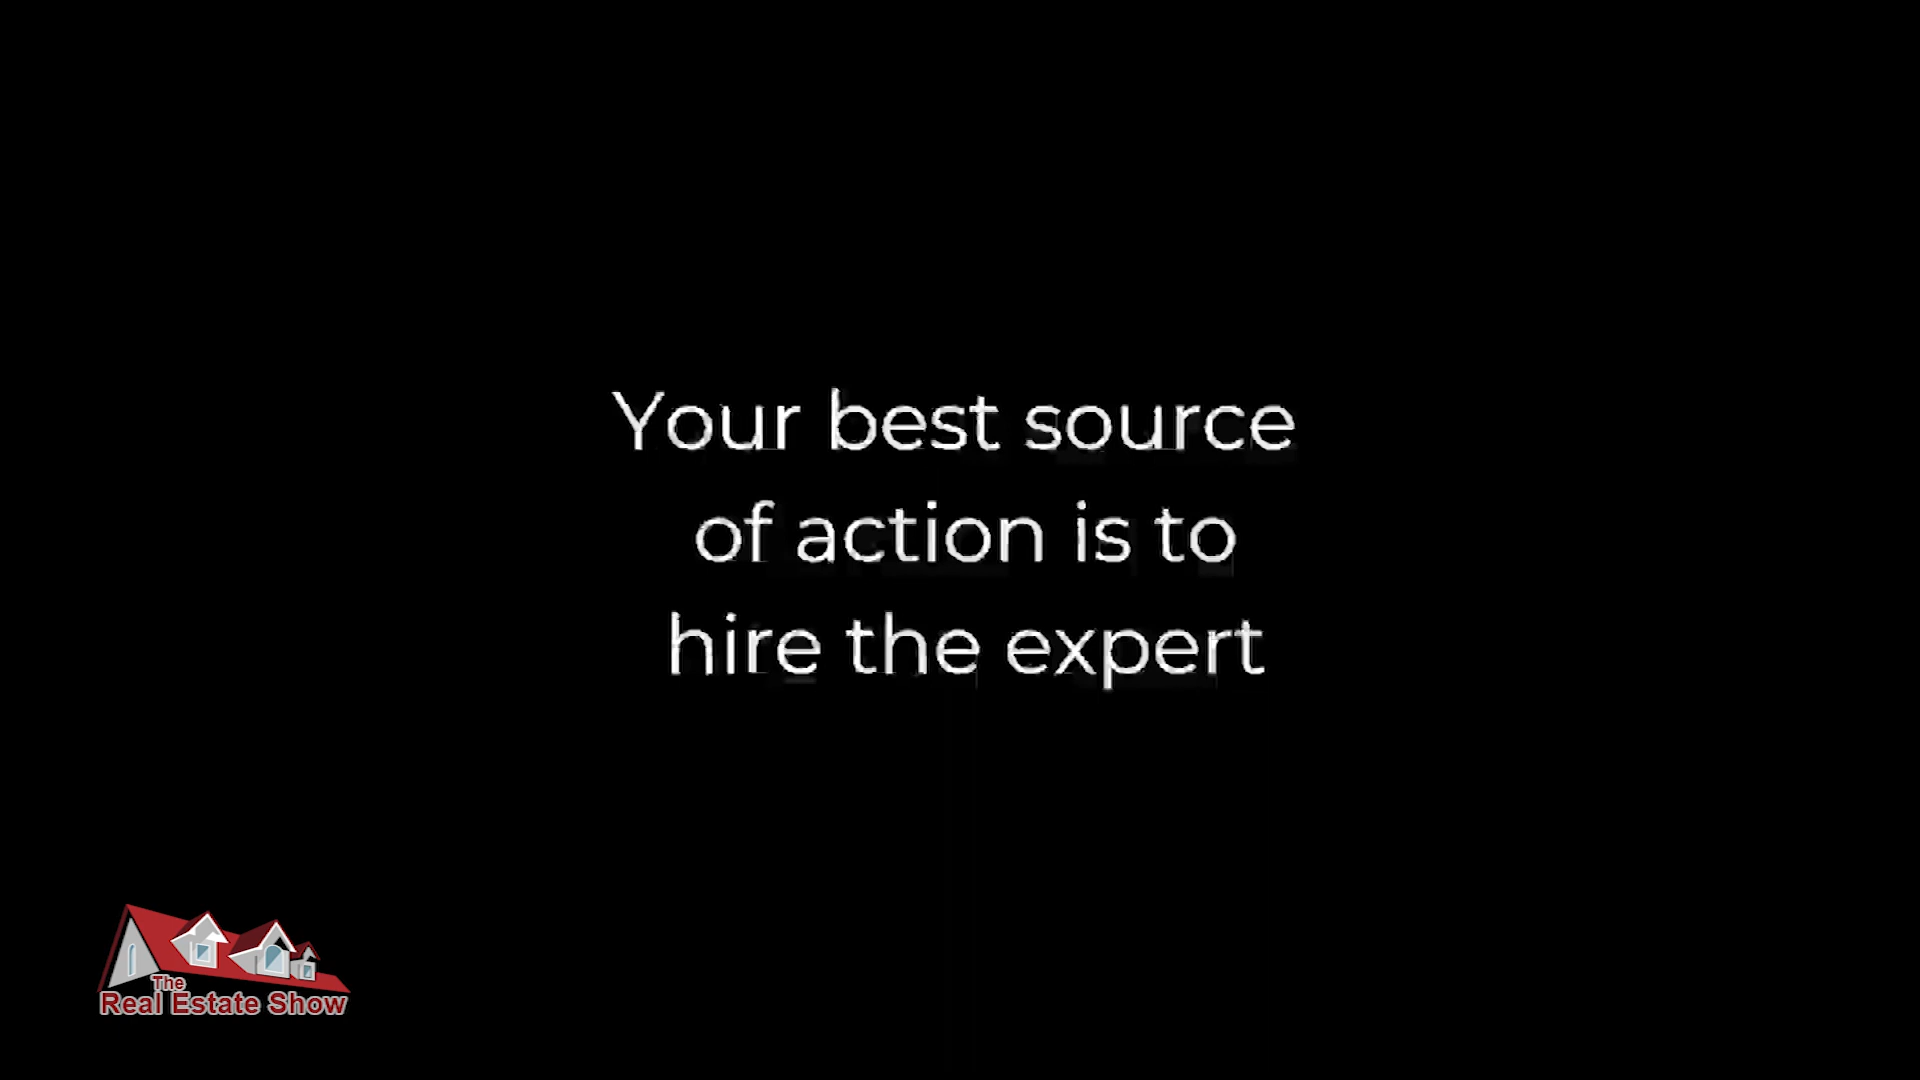 Your best source
of action is to
hire the expert
The
Real Estate Show